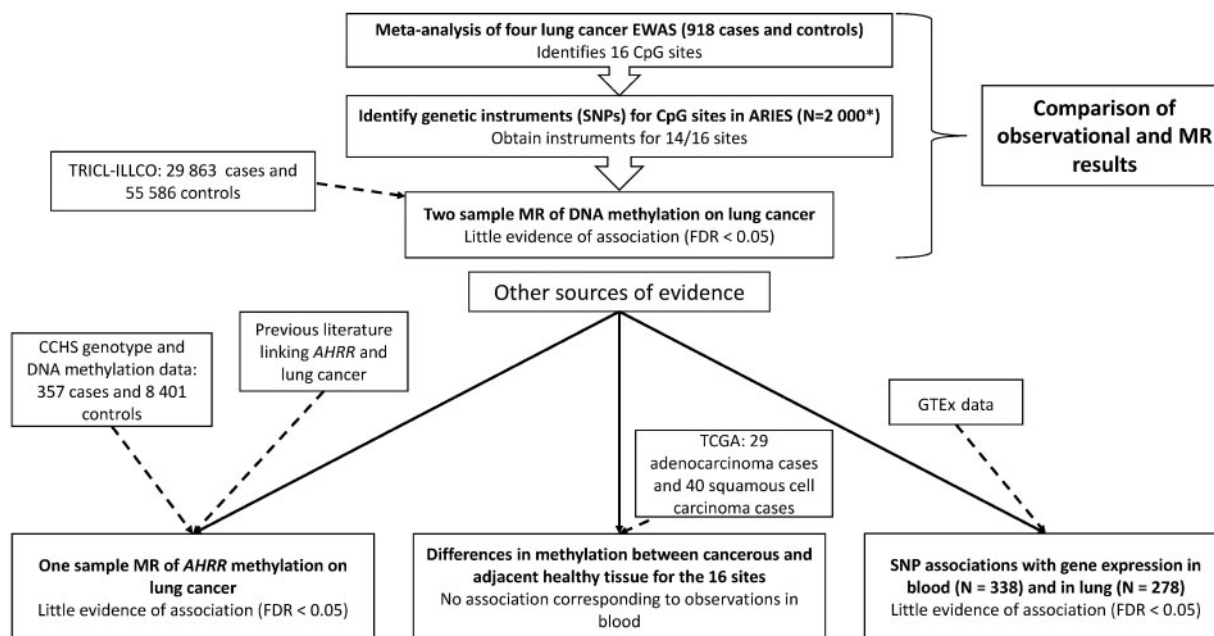 Meta-analysis of four lung cancer EWAS (918 cases and controls)
Identifies 16 CpG sites
Identify genetic instruments (SNPs) for CpG sites in ARIES (N=2 000*)
Obtain instruments for 14/16 sites
Comparison of
observational and MR
results
TRICL-ILLCO: 29 863 cases and
55 586 controls
Two sample MR of DNA methylation on lung cancer
Little evidence of association (FDR < 0.05)
Other sources of evidence
CCHS genotype and
DNA methylation data:
357 cases and 8 401
controls
Previous literature
linking AHRR and
lung cancer
TCGA: 29
adenocarcinoma cases
and 40 squamous cell
carcinoma cases
GTEx data
One sample MR of AHRR methylation on
lung cancer
Little evidence of association (FDR < 0.05)
Differences in methylation between cancerous and
adjacent healthy tissue for the 16 sites
No association corresponding to observations in
blood
SNP associations with gene expression in
blood (N = 338) and in lung (N = 278)
Little evidence of association (FDR < 0.05)